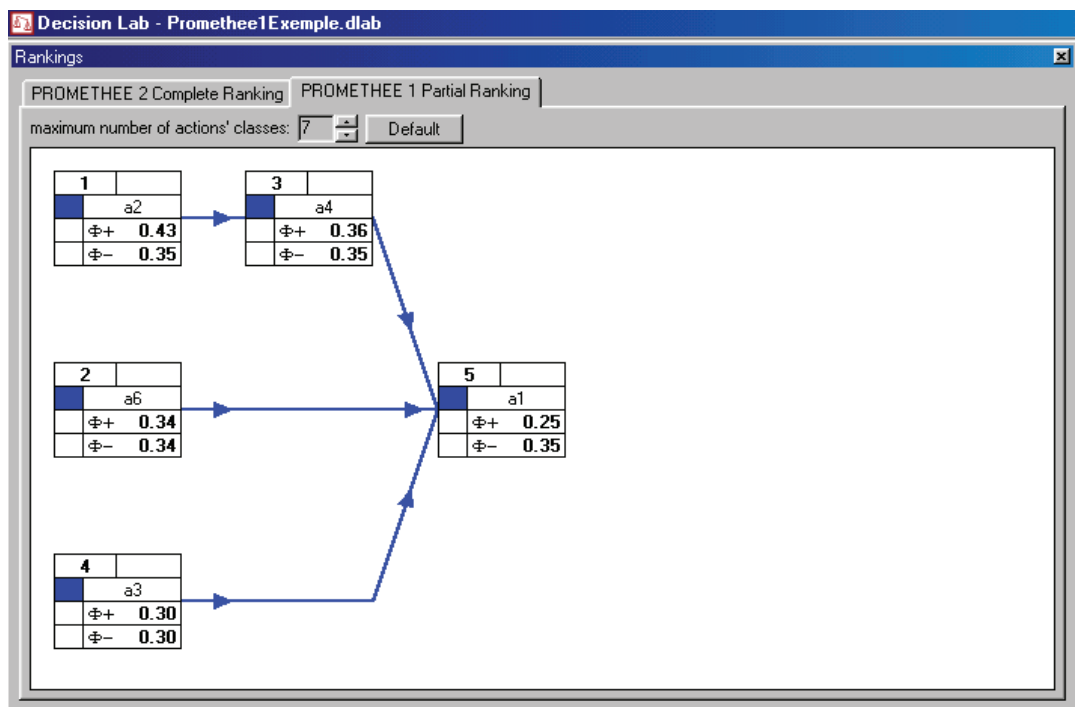 Decision Lab - Promethee1Exemple.dlab
Rankings
PROMETHEE 2 Complete Ranking PROMETHEE 1 Partial Ranking
maximum number of actions' classes: 7 Default
1
a2
Φ+ 0.43
Φ− 0.35
3
a4
Φ+ 0.36
Φ− 0.35
2
a6
Φ+ 0.34
Φ− 0.34
5
a1
Φ+ 0.25
Φ− 0.35
4
a3
Φ+ 0.30
Φ− 0.30